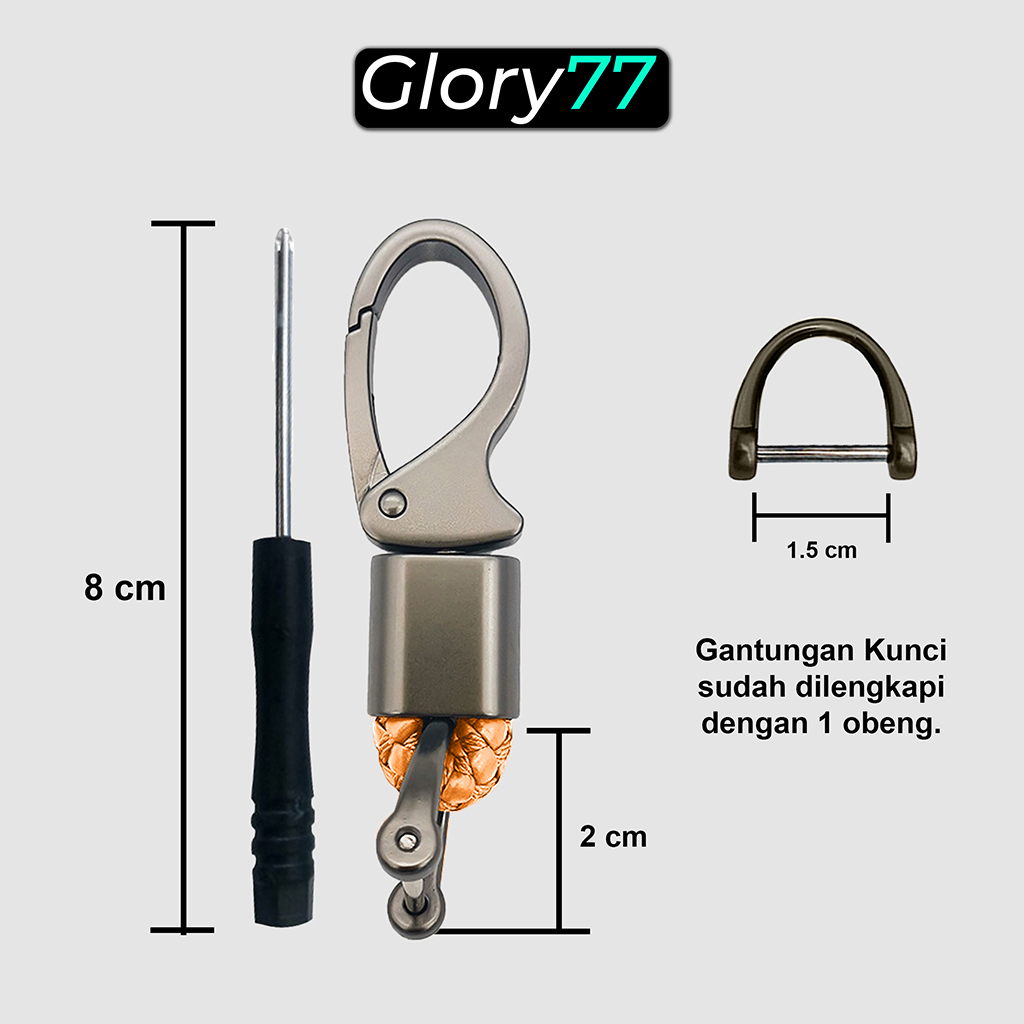 Glory77
8 cm
1.5 cm
Gantungan Kunci
sudah dilengkapi
dengan 1 obeng.
2 cm